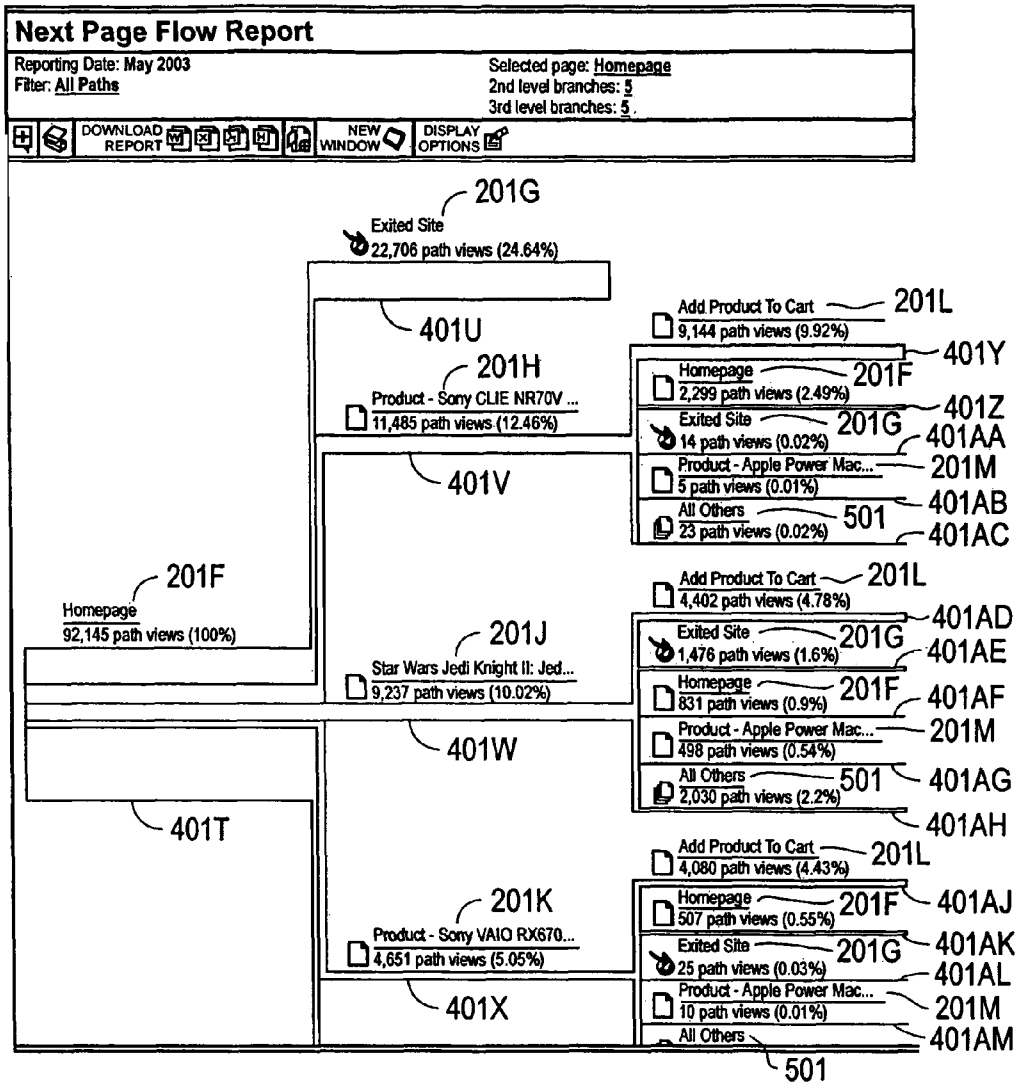 Next Page Flow Report
Reporting Date: May 2003
Filter: All Paths
Selected page: Homepage
2nd level branches: 5
3rd level branches: 5 .
DOWNLOAD REPORT
NEW WINDOW
DISPLAY OPTIONS
201G
Exited Site
22,706 path views (24.64%)
401U
201H
Product - Sony CLIE NR70V ...
11,485 path views (12.46%)
401V
Add Product To Cart
201L
9,144 path views (9.92%)
401Y
Homepage
201F
2,299 path views (2.49%)
401Z
Exited Site
201G
14 path views (0.02%)
401AA
Product - Apple Power Mac...
201M
5 path views (0.01%)
401AB
All Others
501
23 path views (0.02%)
401AC
201F
Homepage
92,145 path views (100%)
401T
201J
Star Wars Jedi Knight II: Jed...
9,237 path views (10.02%)
401W
Add Product To Cart
201L
4,402 path views (4.78%)
401AD
Exited Site
201G
1,476 path views (1.6%)
401AE
Homepage
201F
831 path views (0.9%)
401AF
Product - Apple Power Mac...
201M
498 path views (0.54%)
401AG
All Others
501
2,030 path views (2.2%)
401AH
201K
Product - Sony VAIO RX670...
4,651 path views (5.05%)
401X
Add Product To Cart
201L
4,080 path views (4.43%)
401AJ
Homepage
201F
507 path views (0.55%)
401AK
Exited Site
201G
25 path views (0.03%)
401AL
Product - Apple Power Mac...
201M
10 path views (0.01%)
401AM
All Others
501